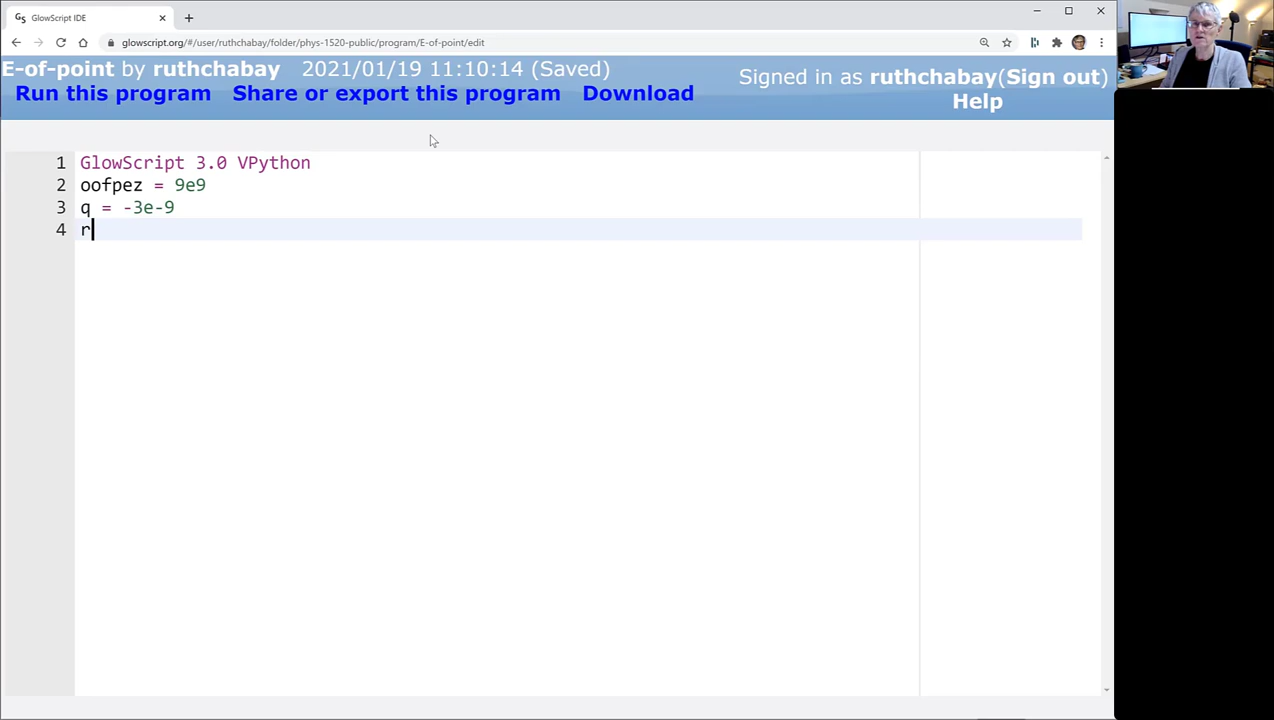 GS GlowScript IDE
glowscript.org/#/user/ruthchabay/folder/phys-1520-public/program/E-of-point/edit
E-of-point by ruthchabay 2021/01/19 11:10:14 (Saved)
Signed in as ruthchabay(Sign out)
Run this program Share or export this program Download
Help
1 GlowScript 3.0 VPython
2 oofpez = 9e9
3 q = -3e-9
4 r